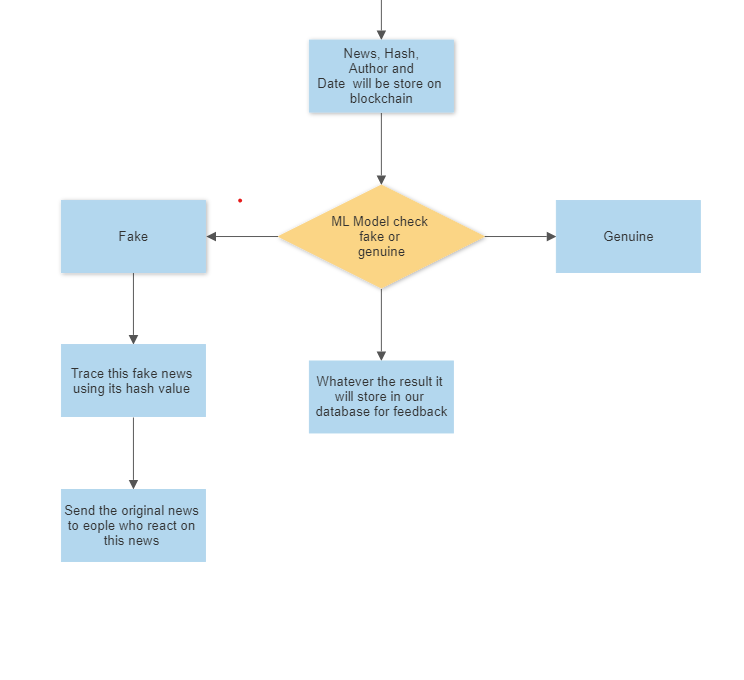 News, Hash,
Author and
Date  will be store on
blockchain
Fake
ML Model check
fake or
genuine
Genuine
Trace this fake news
using its hash value
Whatever the result it
will store in our
database for feedback
Send the original news
to eople who react on
this news